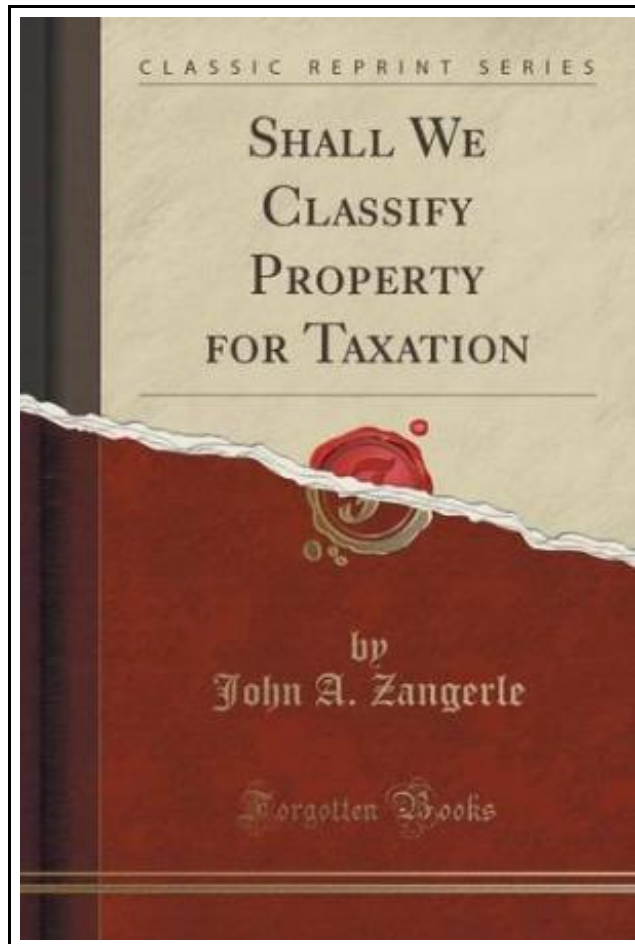 CLASSIC REPRINT SERIES
SHALL WE
CLASSIFY
PROPERTY
FOR TAXATION
by
John A. Zangerle
Forgotten Books